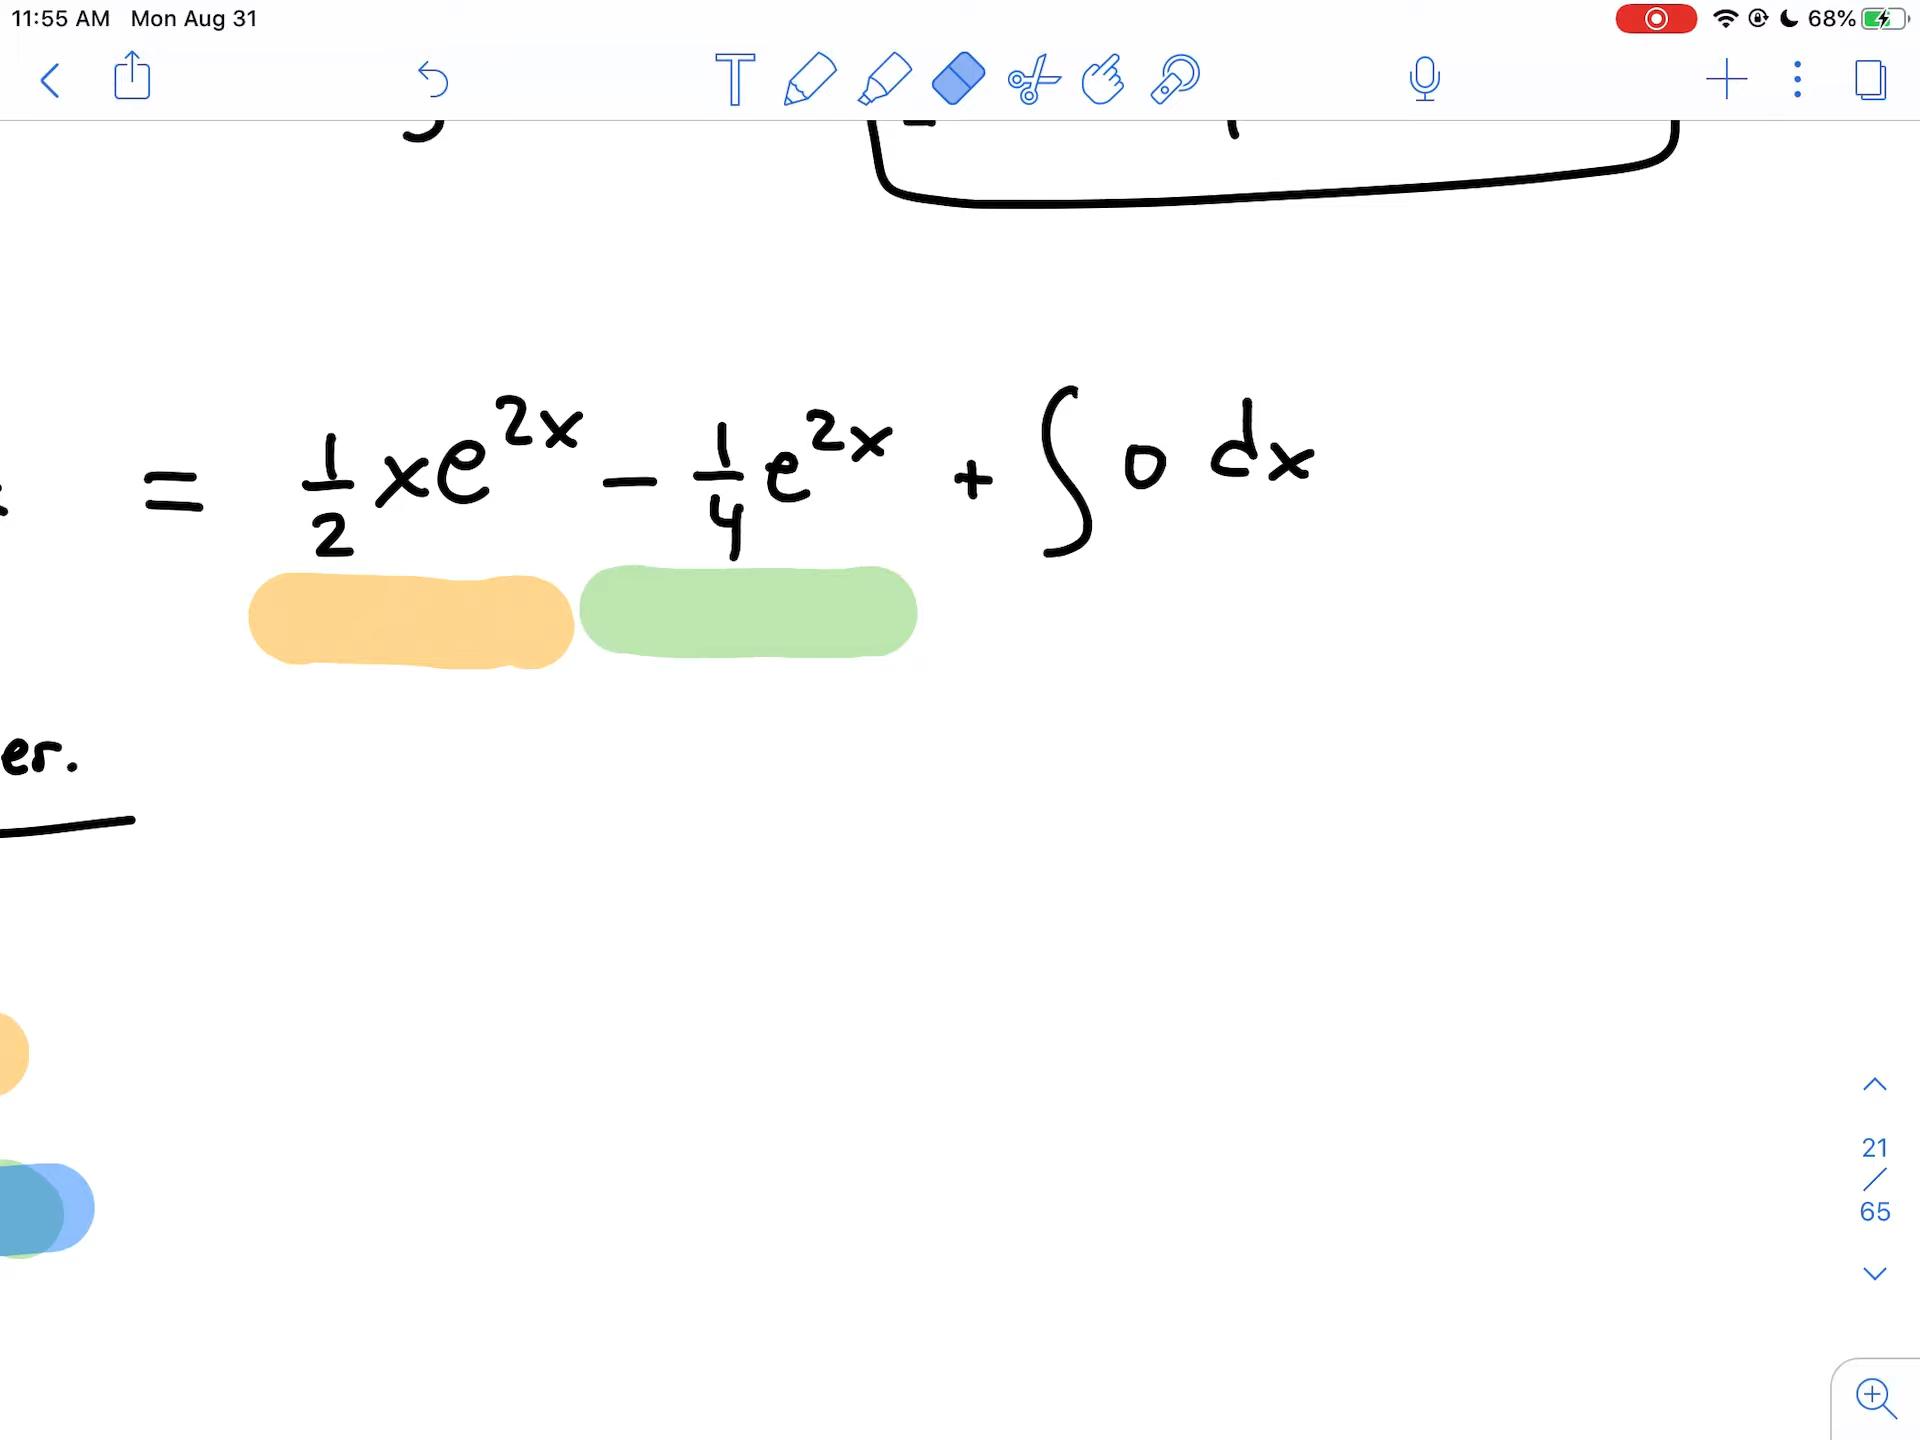 11:55 AM Mon Aug 31 68%
= 1/2 xe^{2x} - 1/4 e^{2x} + ∫ 0 dx
er.
21
/
65